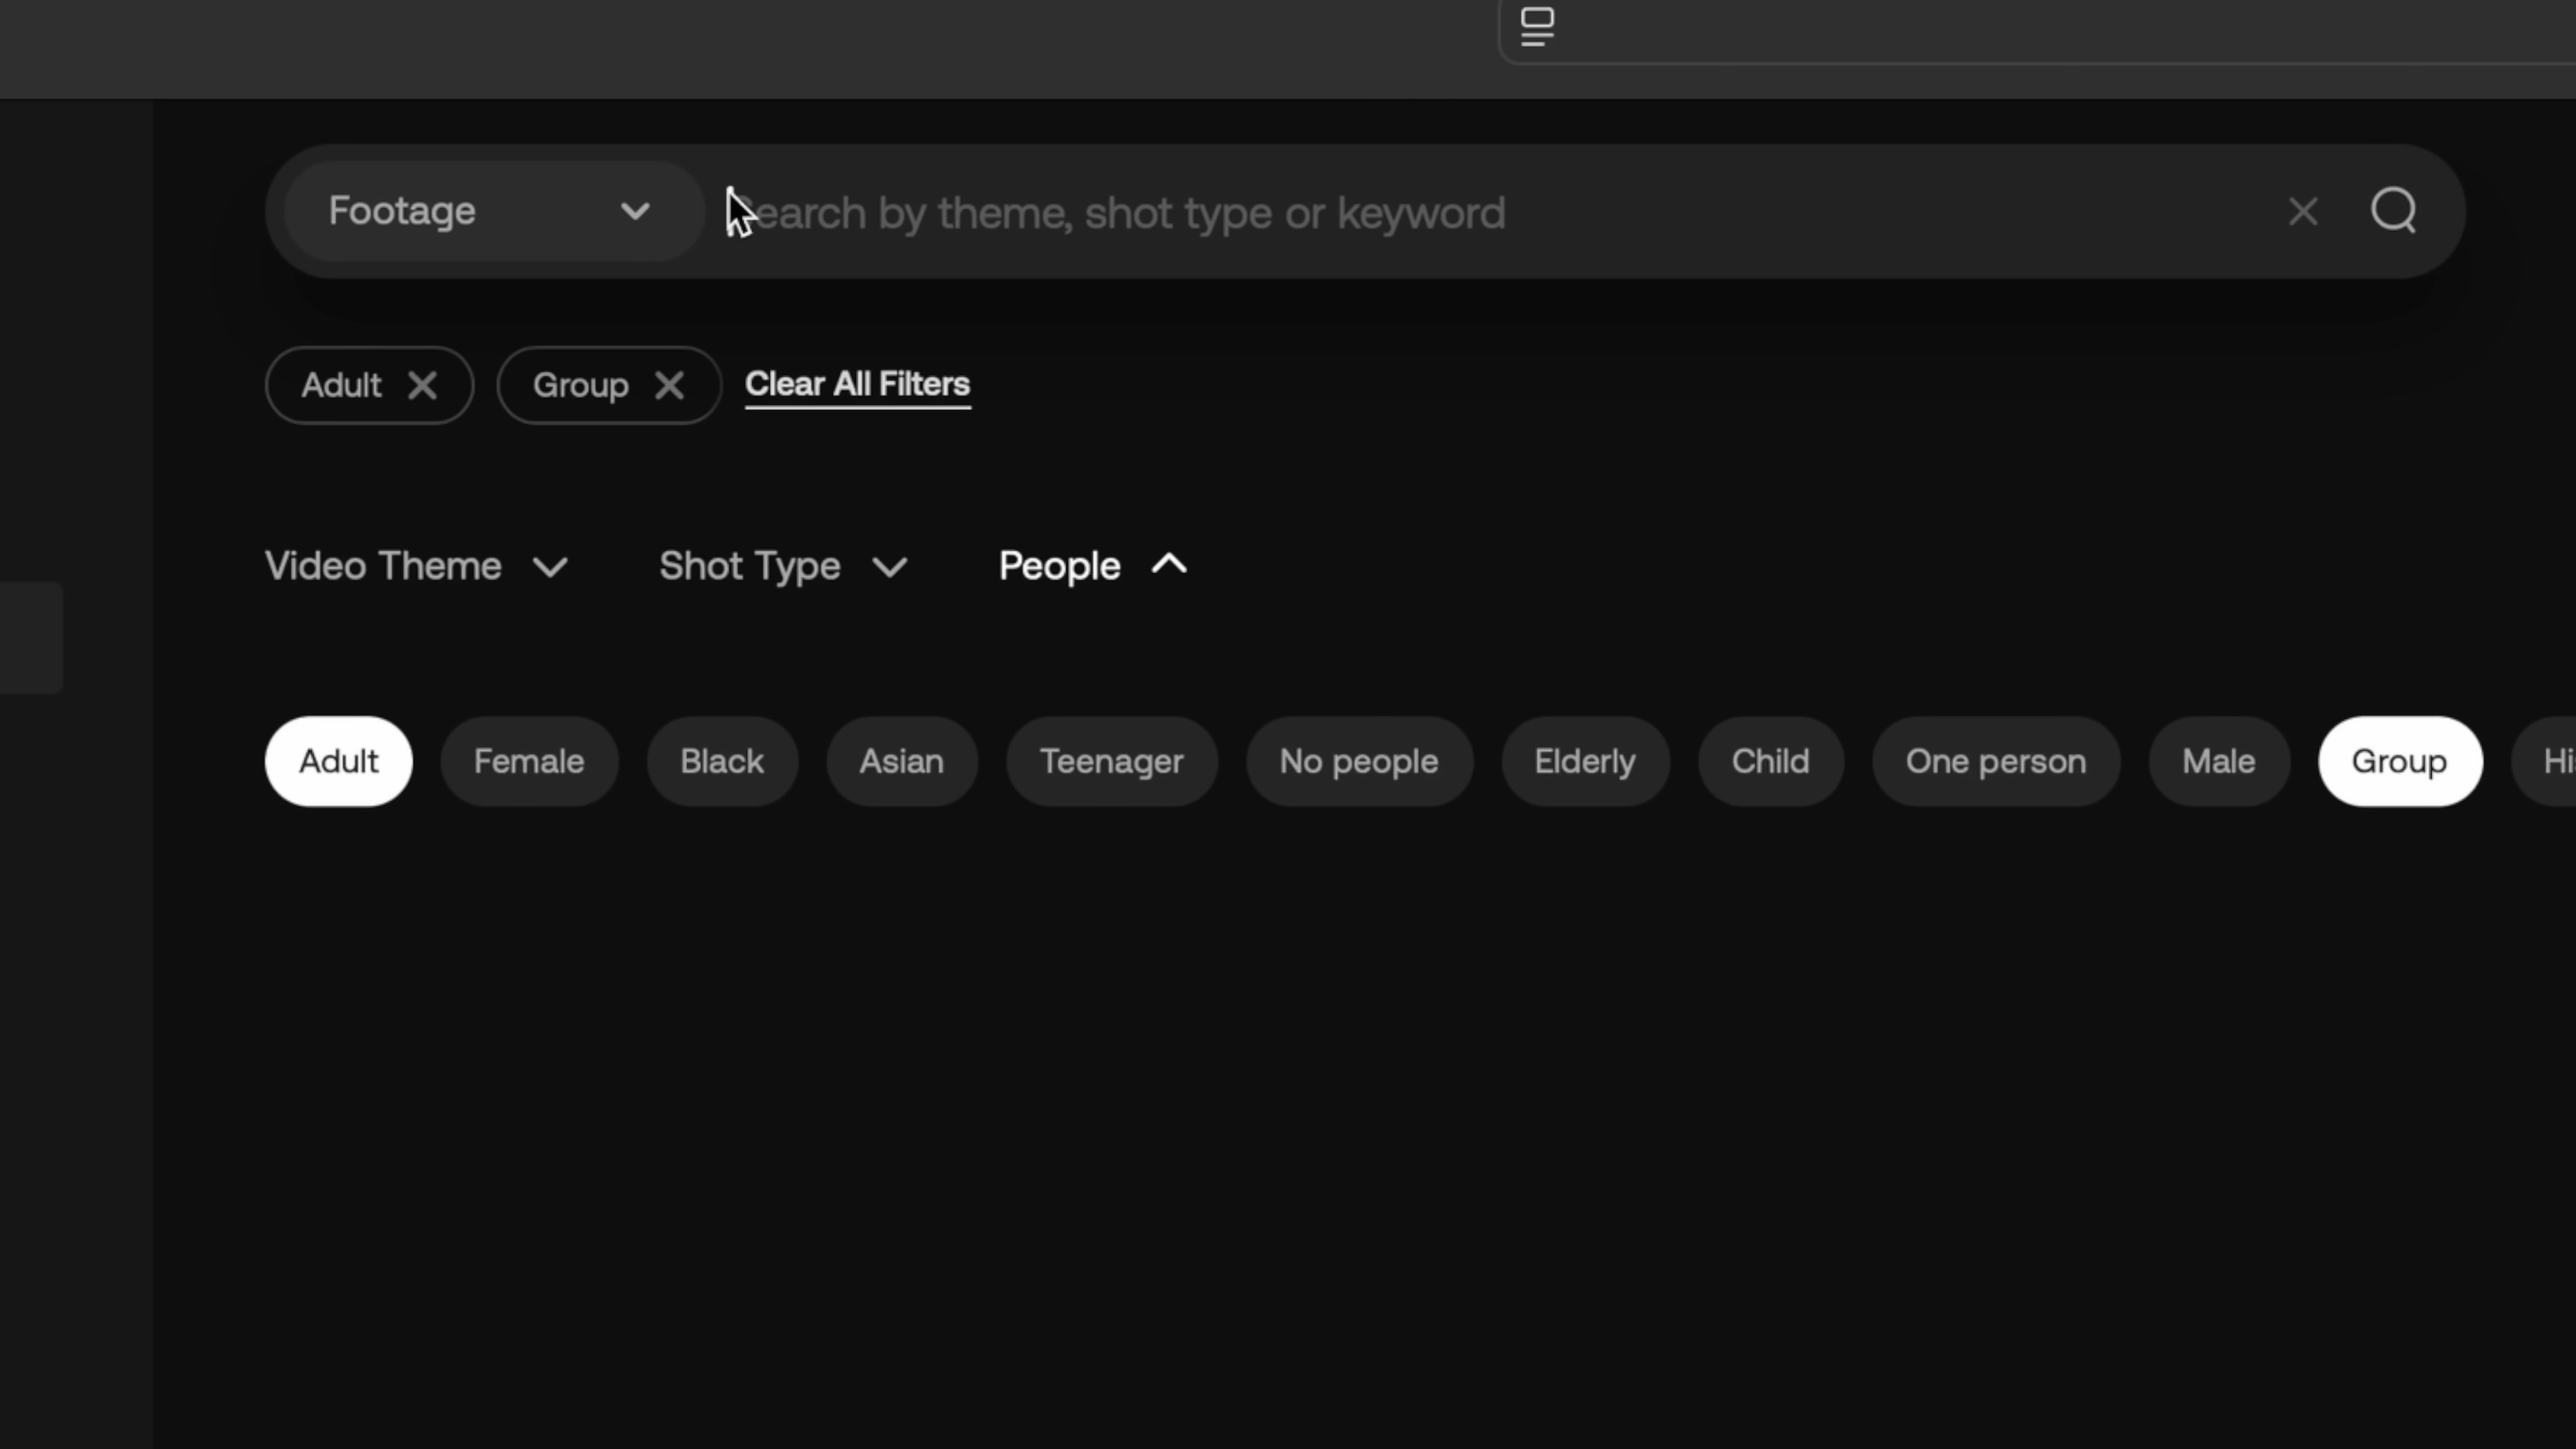 Footage
Search by theme, shot type or keyword
Adult Group Clear All Filters
Video Theme Shot Type People
Adult Female Black Asian Teenager No people Elderly Child One person Male Group